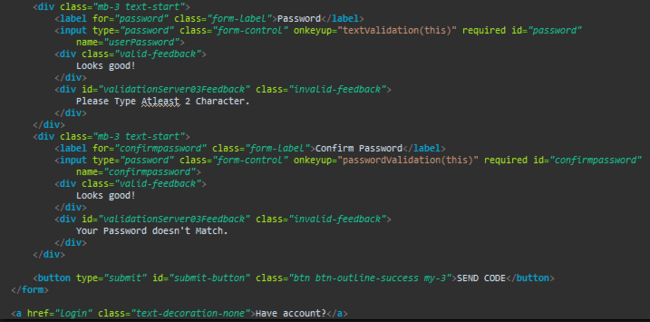 <div class="mb-3 text-start">
<label for="password" class="form-label">Password</label>
<input type="password" class="form-control" onkeyup="textValidation(this)" required id="password"
name="userPassword">
<div class="valid-feedback">
Looks good!
</div>
<div id="validationServer03Feedback" class="invalid-feedback">
Please Type Atleast 2 Character.
</div>
</div>
<div class="mb-3 text-start">
<label for="confirmpassword" class="form-label">Confirm Password</label>
<input type="password" class="form-control" onkeyup="passwordValidation(this)" required id="confirmpassword"
name="confirmpassword">
<div class="valid-feedback">
Looks good!
</div>
<div id="validationServer03Feedback" class="invalid-feedback">
Your Password doesn't Match.
</div>
</div>
<button type="submit" id="submit-button" class="btn btn-outline-success my-3">SEND CODE</button>
</form>
<a href="login" class="text-decoration-none">Have account?</a>